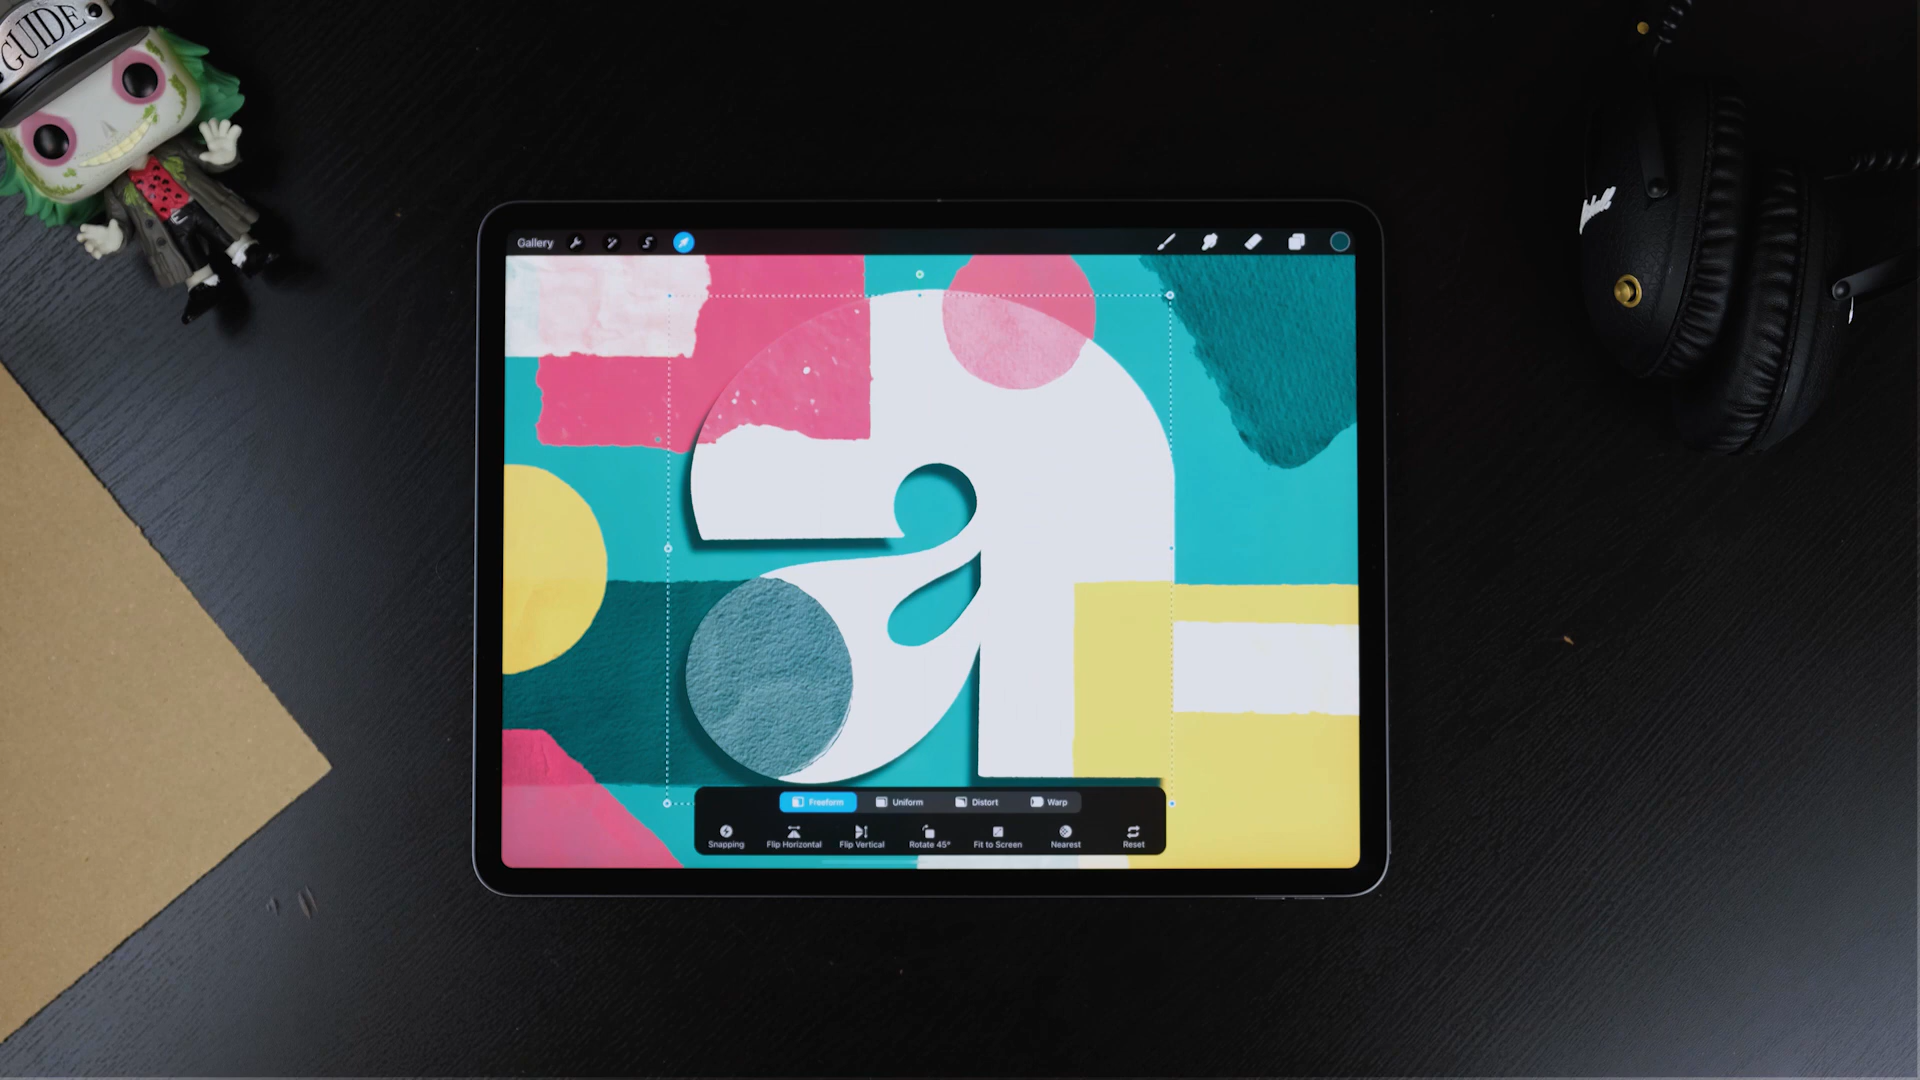 GUIDE
Gallery
a
Freeform Uniform Distort Warp
Snapping Flip Horizontal Flip Vertical Rotate 45° Fit to Screen Nearest Reset